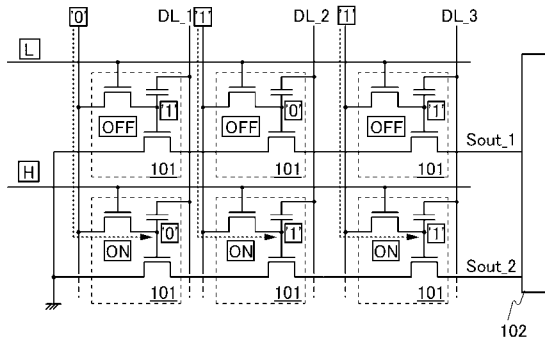 '0' DL_1 '1' DL_2 '1' DL_3
L
'1' '0' '1'
OFF OFF OFF
Sout_1
101 101 101
H
'0' '1' '1'
ON ON ON
Sout_2
101 101 101
102